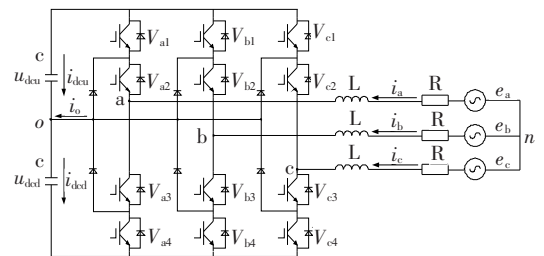 c V_a1 V_b1 V_c1
u_dcu i_dcu V_a2 V_b2 V_c2 L i_a R e_a
a
o i_o L i_b R e_b n
b
c L i_c R e_c
c
u_dcd i_dcd V_a3 V_b3 V_c3
V_a4 V_b4 V_c4